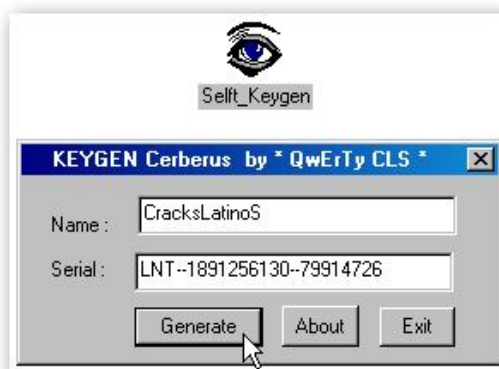 Selft_Keygen
KEYGEN Cerberus by * QwErTy CLS *
Name : CracksLatinoS
Serial : LNT--1891256130--79914726
Generate About Exit